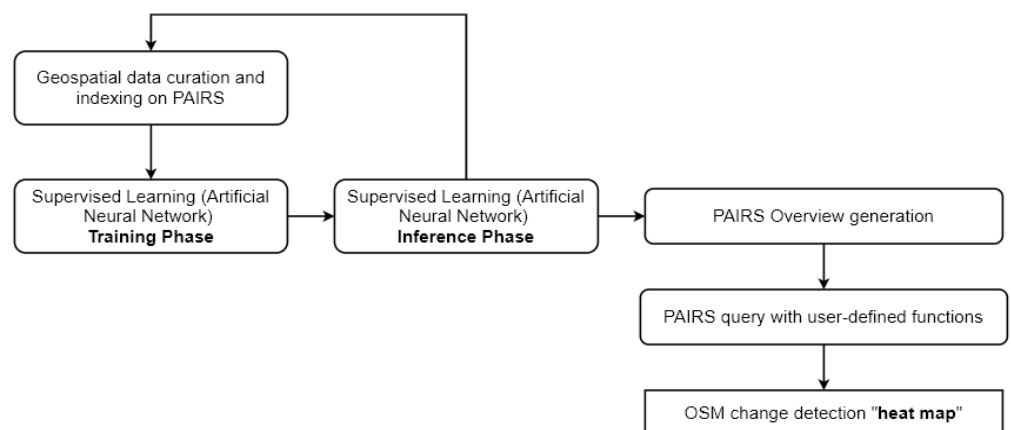 Geospatial data curation and
indexing on PAIRS
Supervised Learning (Artificial
Neural Network)
Training Phase
Supervised Learning (Artificial
Neural Network)
Inference Phase
PAIRS Overview generation
PAIRS query with user-defined functions
OSM change detection "heat map"